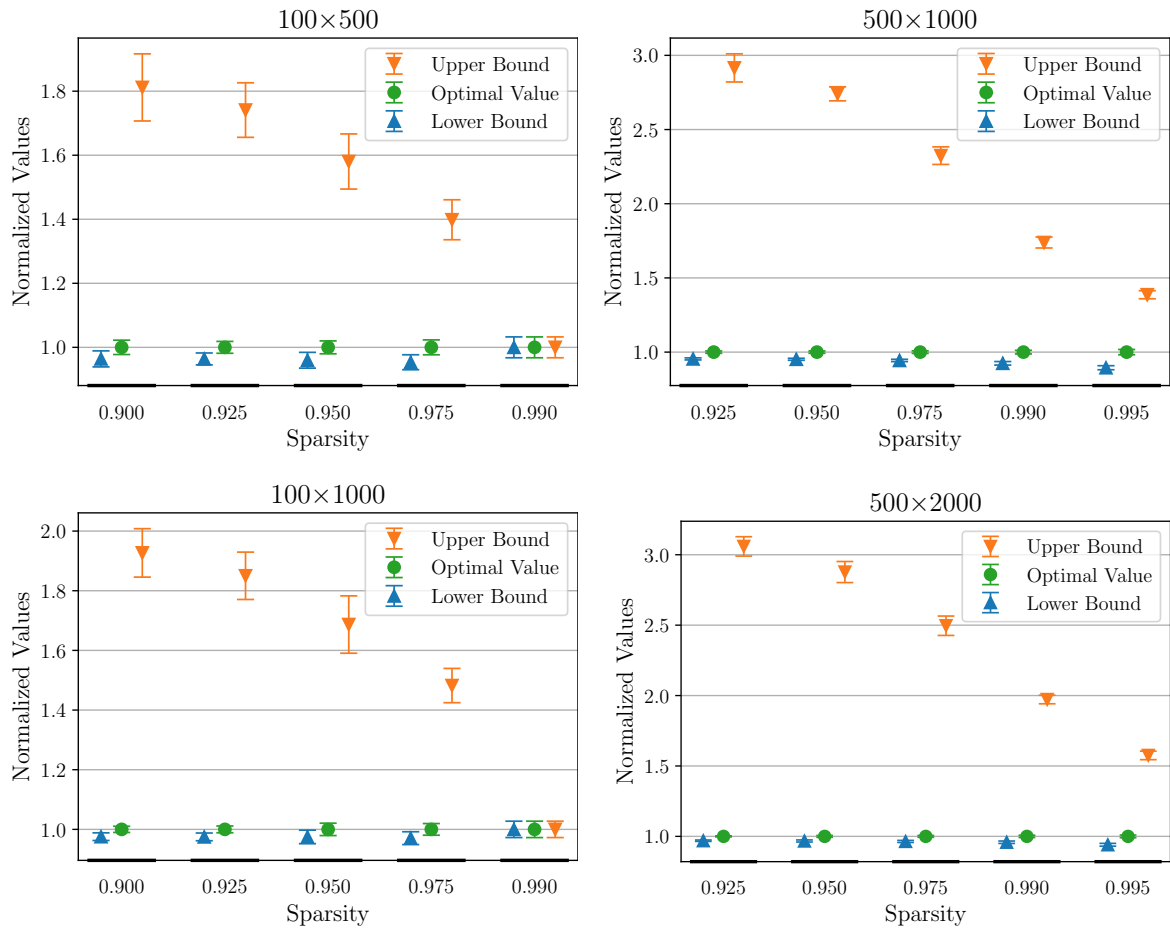 100×500
Normalized Values
1.8
1.6
1.4
1.2
1.0
Upper Bound
Optimal Value
Lower Bound
0.900 0.925 0.950 0.975 0.990
Sparsity
500×1000
Normalized Values
3.0
2.5
2.0
1.5
1.0
Upper Bound
Optimal Value
Lower Bound
0.925 0.950 0.975 0.990 0.995
Sparsity
100×1000
Normalized Values
2.0
1.8
1.6
1.4
1.2
1.0
Upper Bound
Optimal Value
Lower Bound
0.900 0.925 0.950 0.975 0.990
Sparsity
500×2000
Normalized Values
3.0
2.5
2.0
1.5
1.0
Upper Bound
Optimal Value
Lower Bound
0.925 0.950 0.975 0.990 0.995
Sparsity